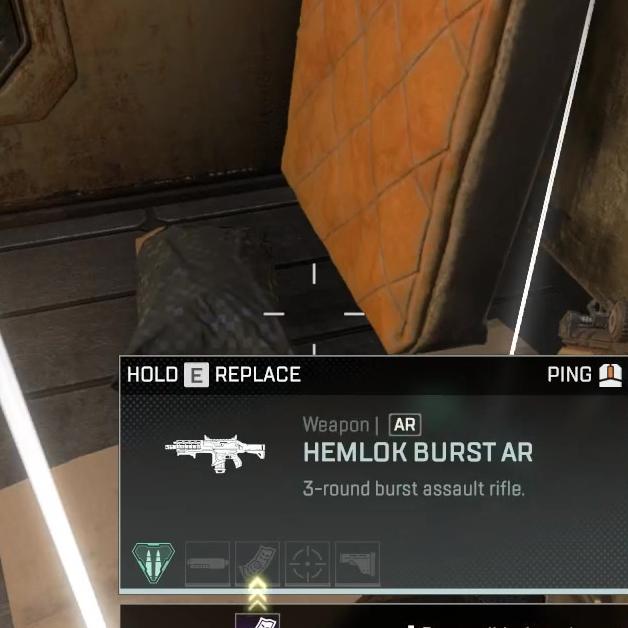 HOLD E REPLACE PING
Weapon | AR
HEMLOK BURST AR
3-round burst assault rifle.